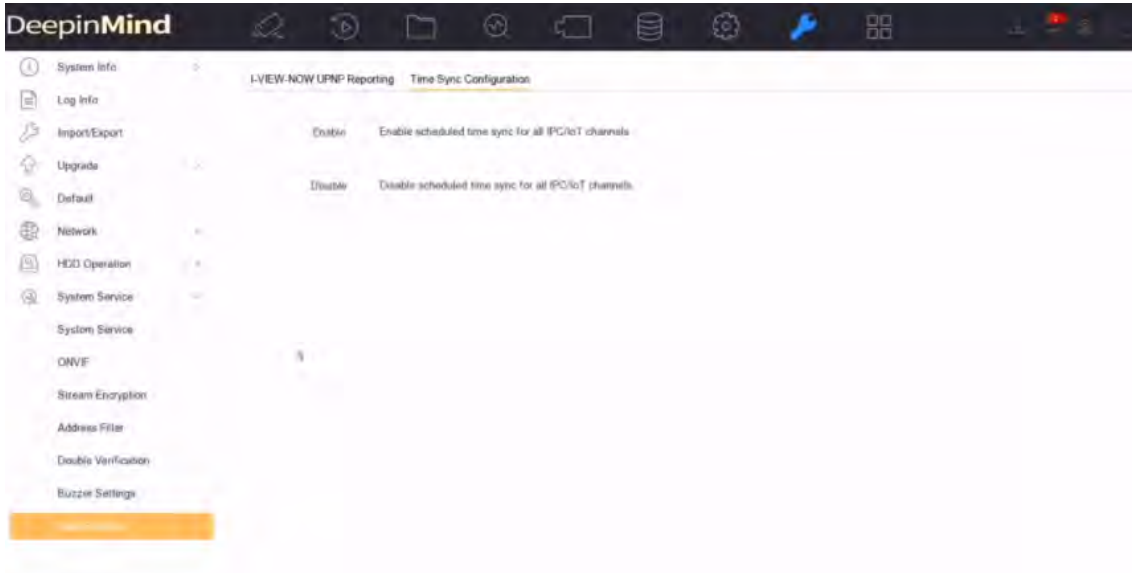 DeepinMind
System Info
Log Info
Import/Export
Upgrade
Default
Network
HDD Operation
System Service
System Service
ONVIF
Stream Encryption
Address Filter
Double Verification
Buzzer Settings
I-VIEW-NOW UPNP Reporting Time Sync Configuration
Enable Enable scheduled time sync for all IPC/IoT channels
Disable Disable scheduled time sync for all IPC/IoT channels.